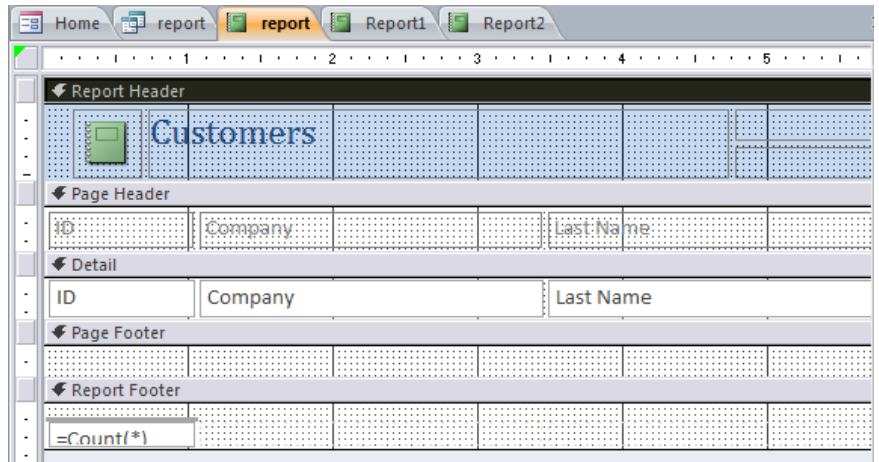 Home report report Report1 Report2
1 2 3 4 5
Report Header
Customers
Page Header
ID Company Last Name
Detail
ID Company Last Name
Page Footer
Report Footer
=Count(*)